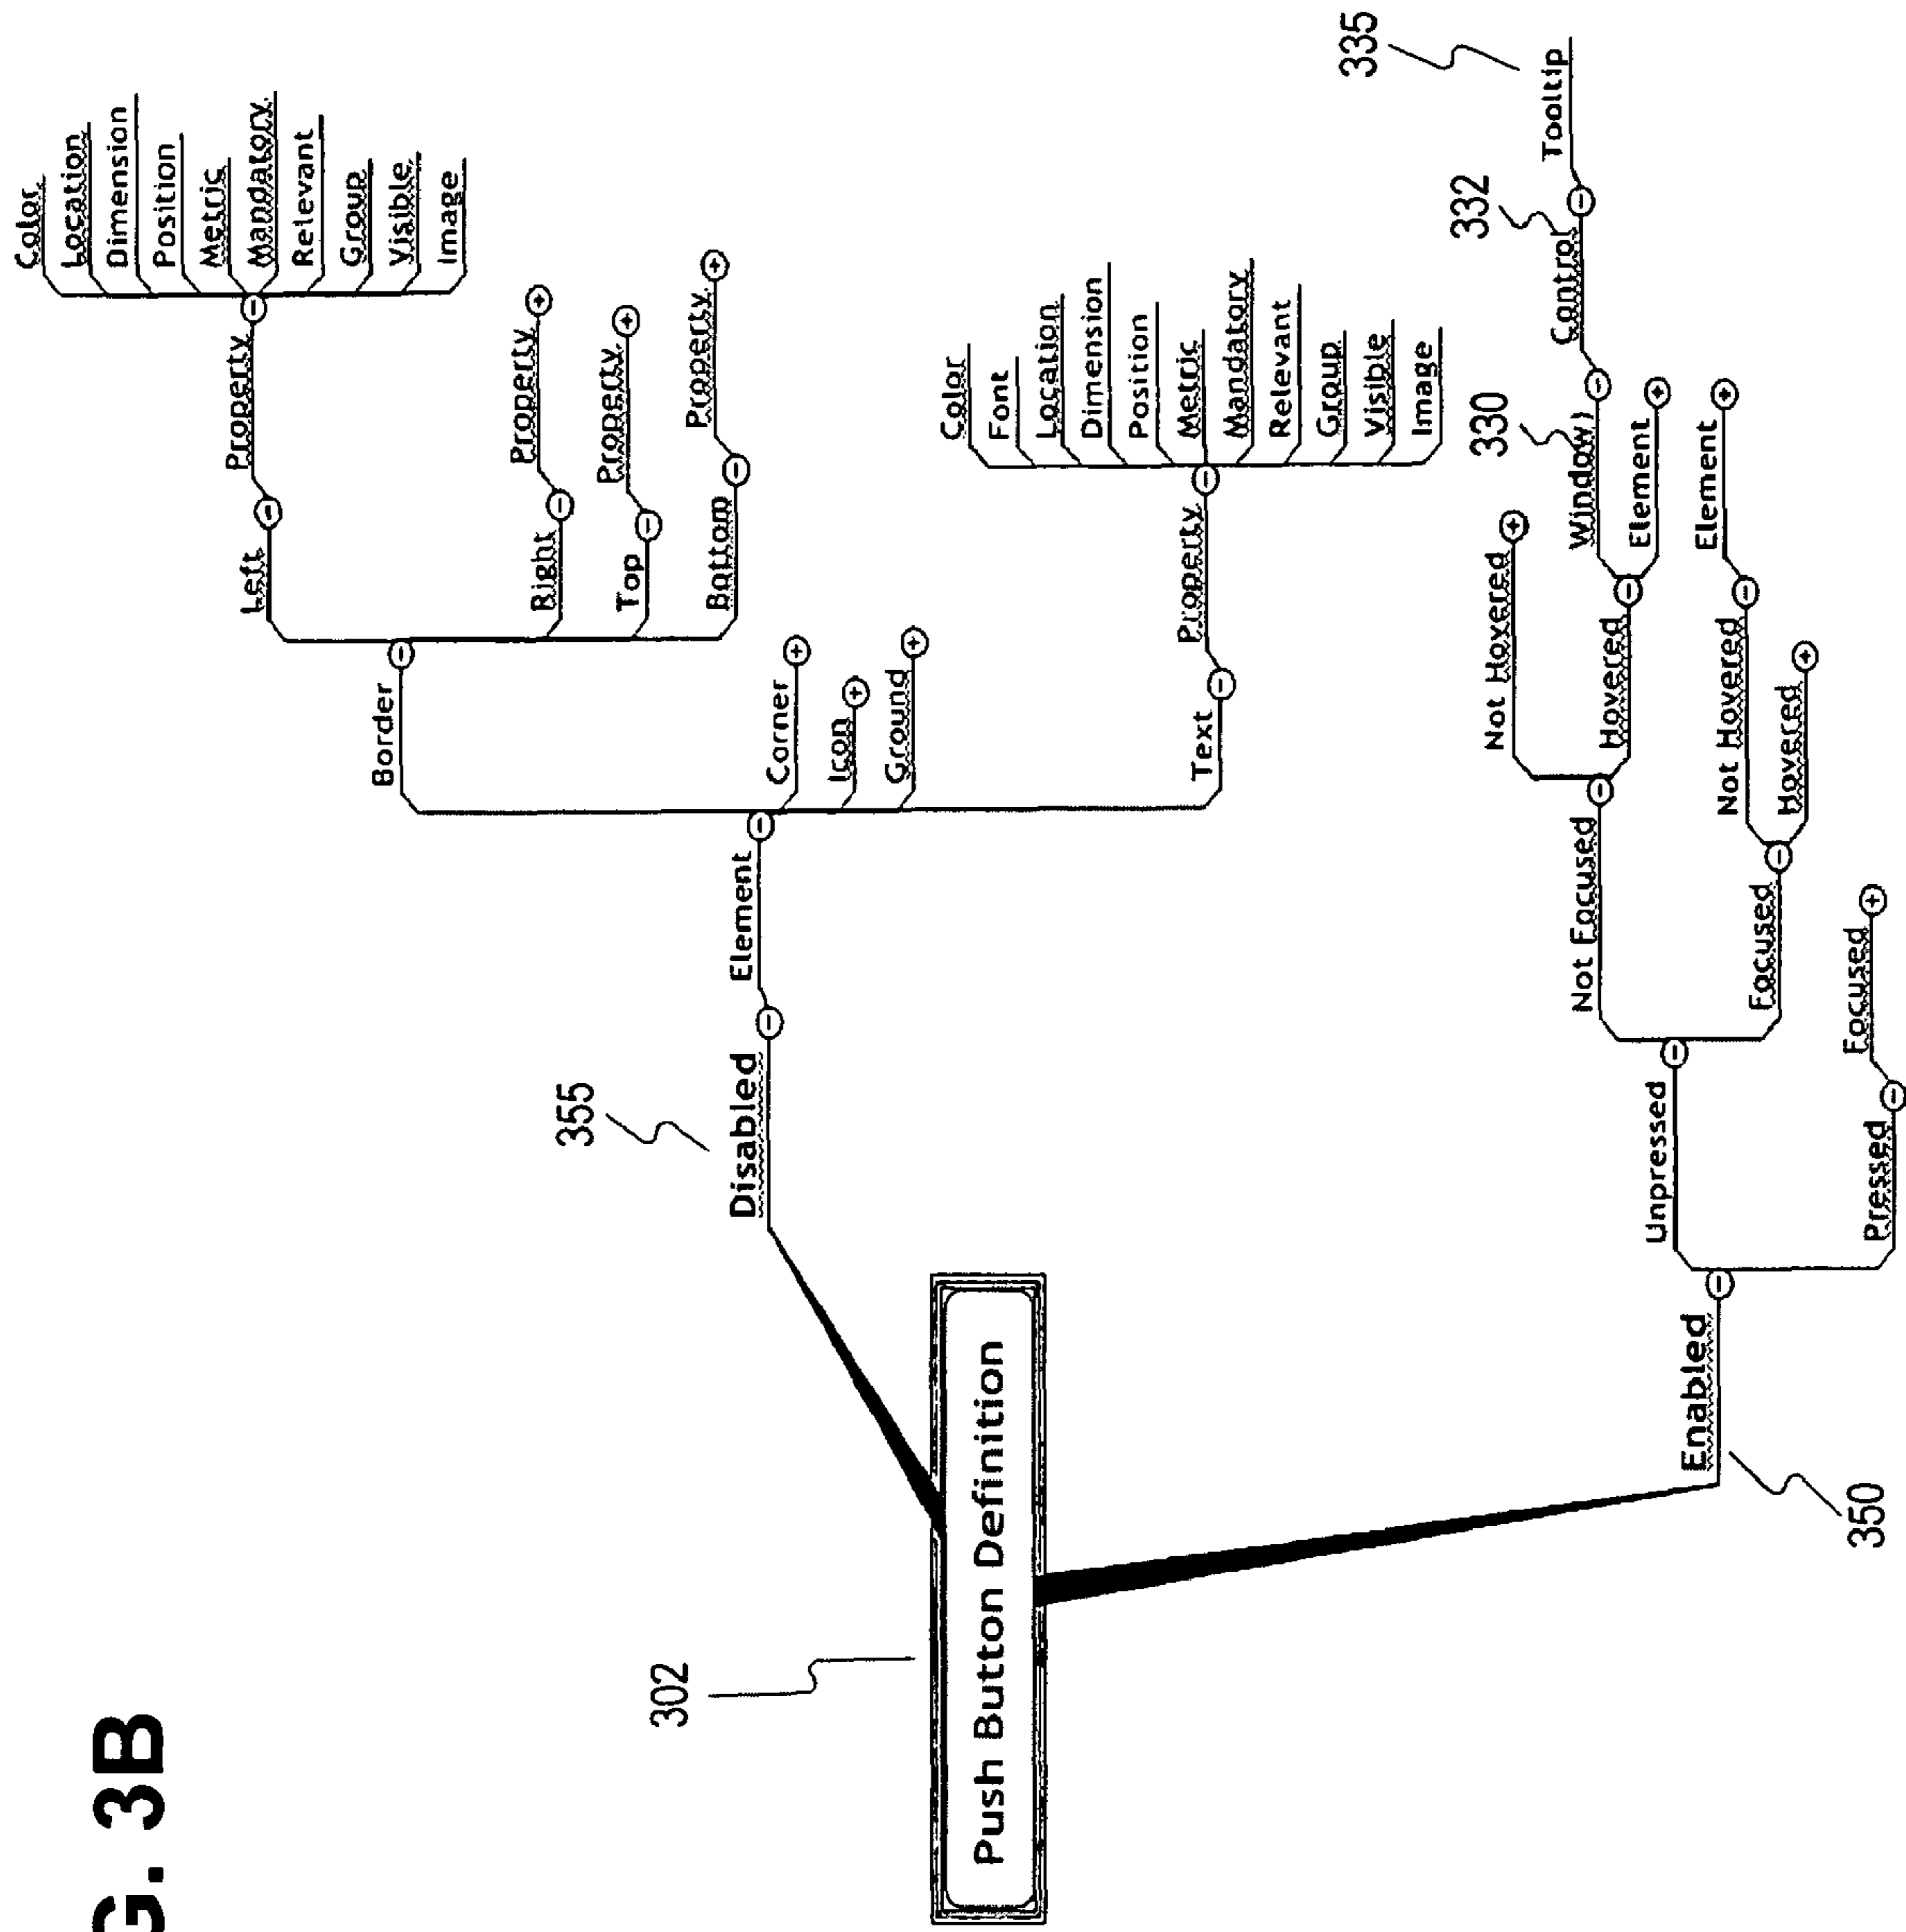 G. 3B
302
Push Button Definition
355
Disabled
Element
Border
Left
Property
Color
Location
Dimension
Position
Metric
Mandatory
Relevant
Group
Visible
Image
Right
Property
Top
Property
Bottom
Property
Corner
Icon
Ground
Text
Property
Color
Font
Location
Dimension
Position
Metric
Mandatory
Relevant
Group
Visible
Image
350
Enabled
Unpressed
Not Focused
Not Hovered
Hovered
Window)
330
Control
332
Tooltip
335
Element
Focused
Not Hovered
Element
Hovered
Pressed
Focused